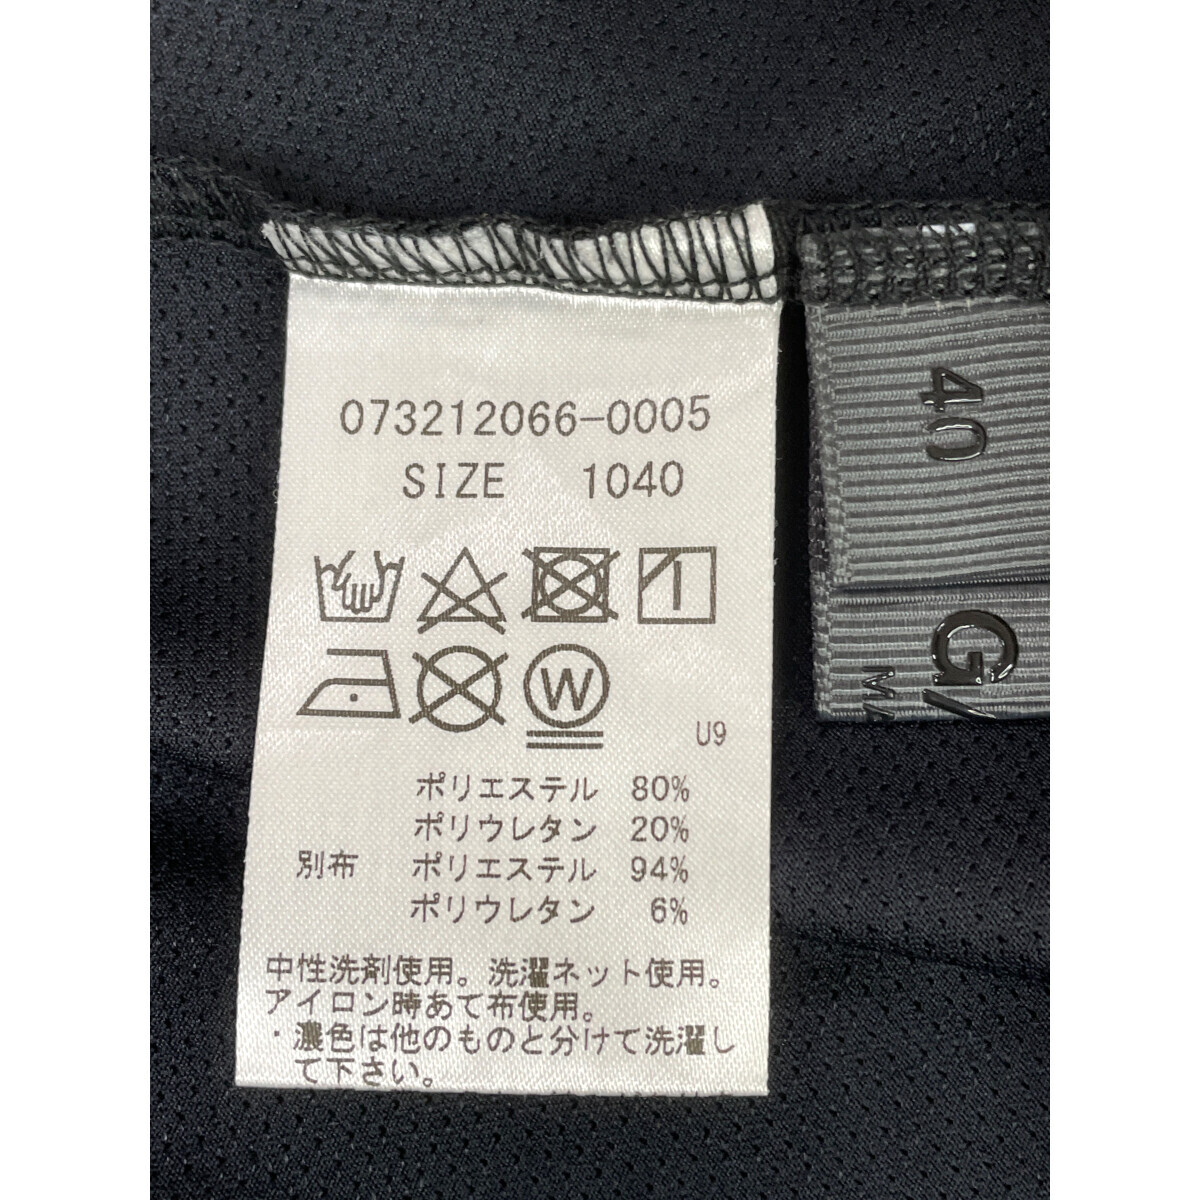 073212066-0005
SIZE 1040
W
U9
ポリエステル 80%
ポリウレタン 20%
別布 ポリエステル 94%
ポリウレタン 6%
中性洗剤使用。洗濯ネット使用。
アイロン時あて布使用。
・濃色は他のものと分けて洗濯し
て下さい。
40
G/
MA